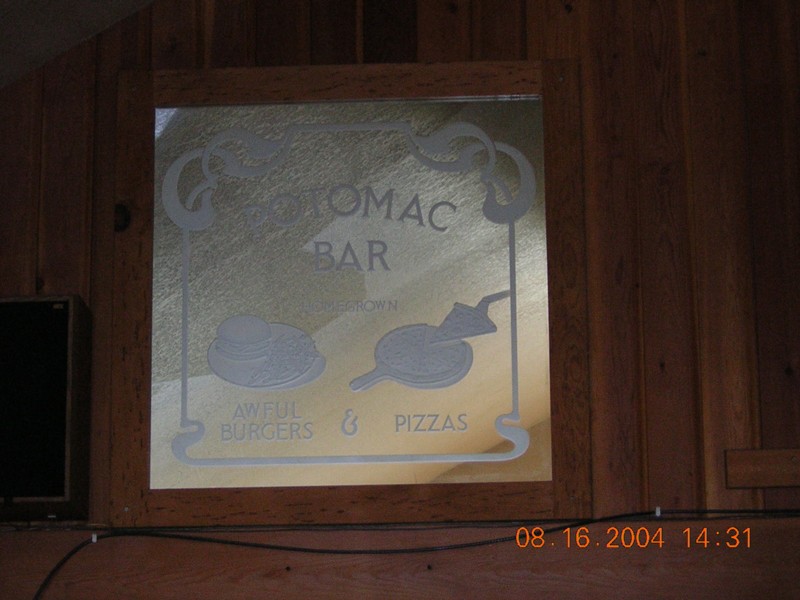 POTOMAC
BAR
HOMEGROWN
AWFUL
BURGERS
& PIZZAS
08.16.2004 14:31